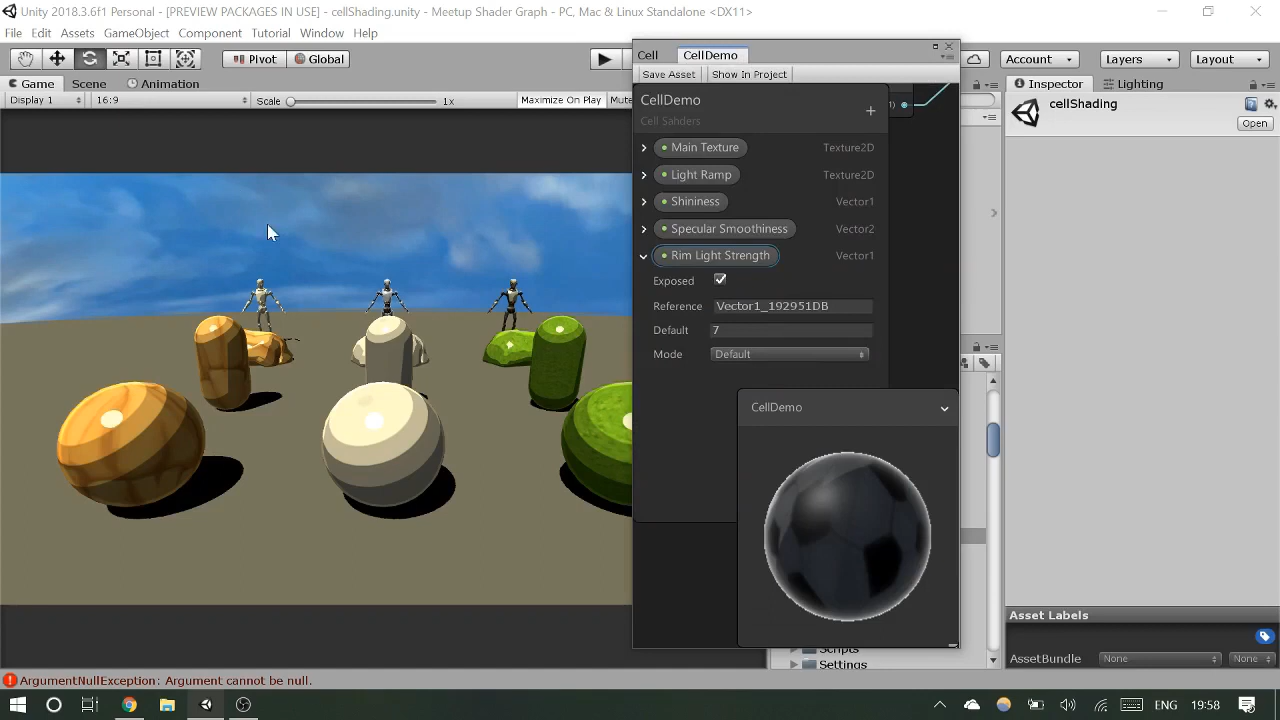 Unity 2018.3.6f1 Personal - [PREVIEW PACKAGES IN USE] - cellShading.unity - Meetup Shader Graph - PC, Mac & Linux Standalone <DX11>
File Edit Assets GameObject Component Tutorial Window Help
Pivot Global Account Layers Layout
Cell CellDemo
Game Scene Animation
Inspector Lighting
Save Asset Show In Project
Display 1 16:9 Scale 1x Maximize On Play Mute
CellDemo
Cell Sahders
1)
cellShading
Open
Main Texture Texture2D
Light Ramp Texture2D
Shininess Vector1
Specular Smoothiness Vector2
Rim Light Strength Vector1
Exposed
Reference Vector1_192951DB
Default 7
Mode Default
CellDemo
Scripts
Settings
Asset Labels
AssetBundle None None
ArgumentNullException: Argument cannot be null.
ENG 19:58